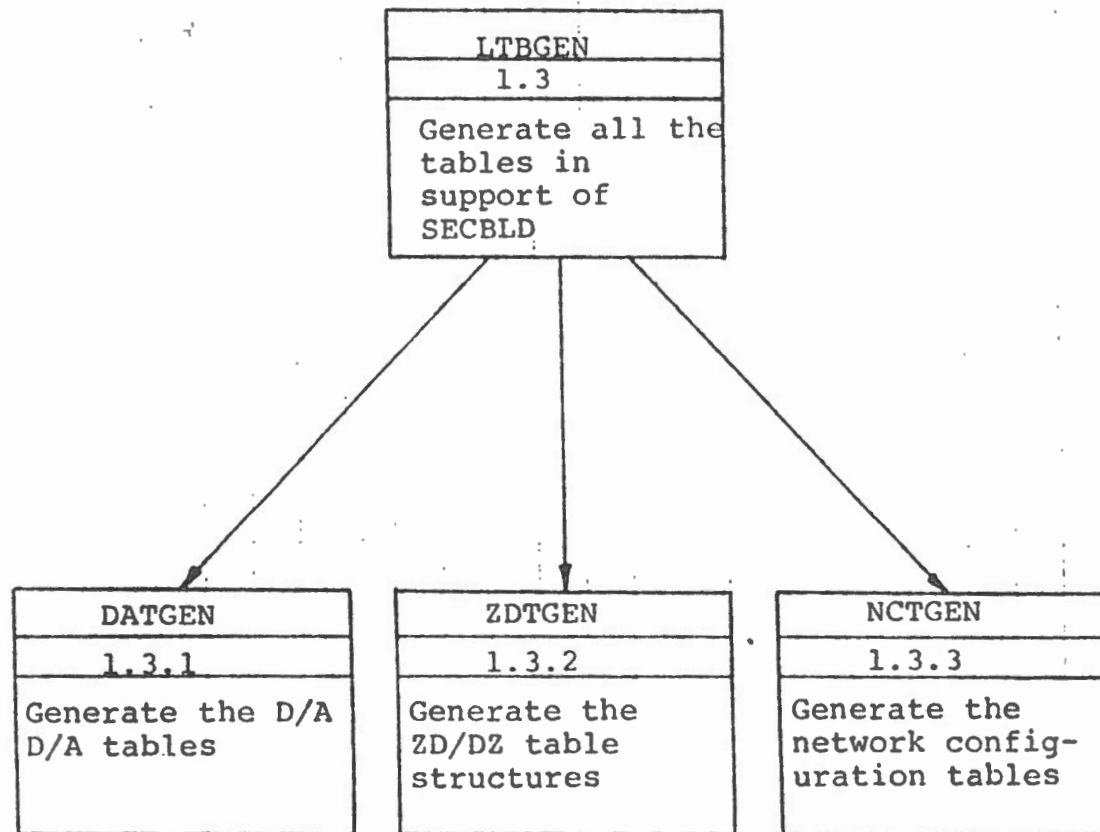 LTBGEN
1.3
Generate all the
tables in
support of
SECBLD
DATGEN
1.3.1
Generate the D/A
D/A tables
ZDTGEN
1.3.2
Generate the
ZD/DZ table
structures
NCTGEN
1.3.3
Generate the
network config-
uration tables